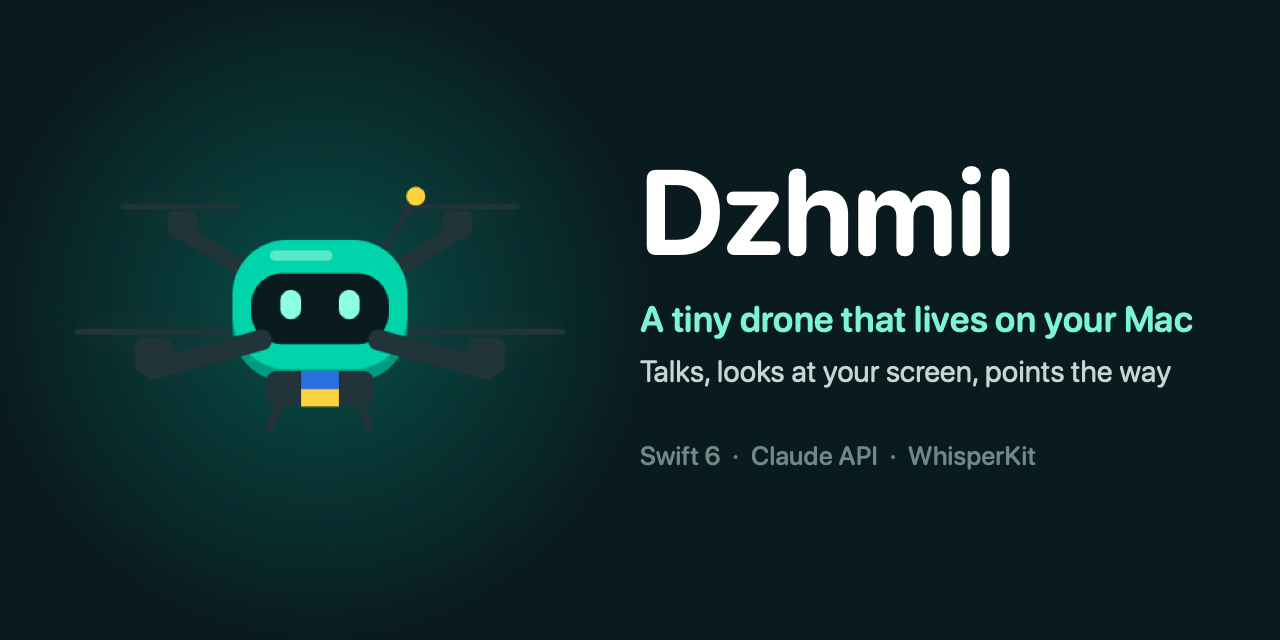 Dzhmil
A tiny drone that lives on your Mac
Talks, looks at your screen, points the way
Swift 6 · Claude API · WhisperKit